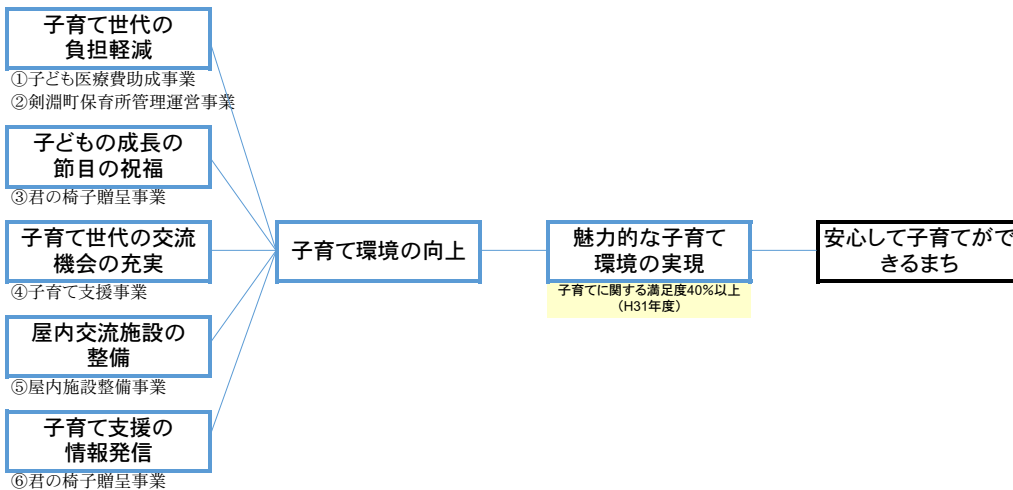 子育て世代の
負担軽減
①子ども医療費助成事業
②剣淵町保育所管理運営事業
子どもの成長の
節目の祝福
③君の椅子贈呈事業
子育て世代の交流
機会の充実
④子育て支援事業
屋内交流施設の
整備
⑤屋内施設整備事業
子育て支援の
情報発信
⑥君の椅子贈呈事業
子育て環境の向上
魅力的な子育て
環境の実現
子育てに関する満足度40%以上
（H31年度）
安心して子育てがで
きるまち